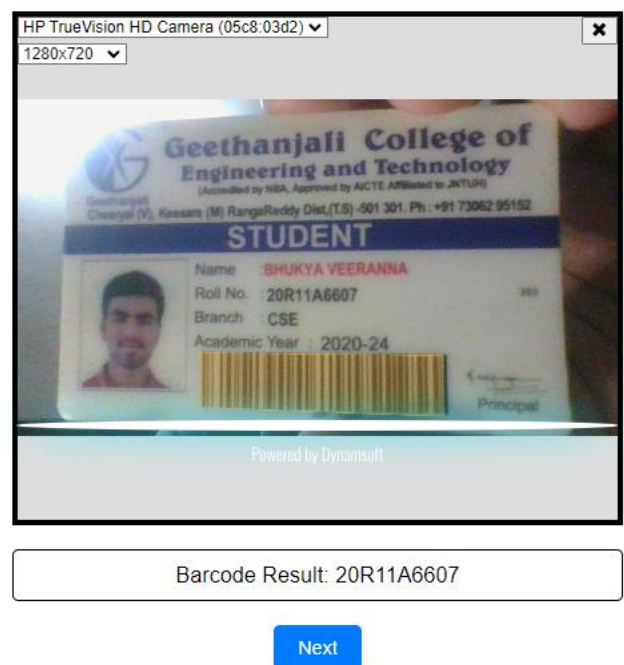 HP TrueVision HD Camera (05c8:03d2)
1280x720
Geethanjali College of
Engineering and Technology
(Accredited by NBA, Approved by AICTE Affiliated to JNTUH)
Geethanjali
Cheeryal (V), Keesara (M) RangaReddy Dist,(T.S) -501 301. Ph : +91 73062 95152
STUDENT
Name : BHUKYA VEERANNA
Roll No. : 20R11A6607
Branch : CSE
Academic Year : 2020-24
Principal
Powered by Dynamsoft
Barcode Result: 20R11A6607
Next